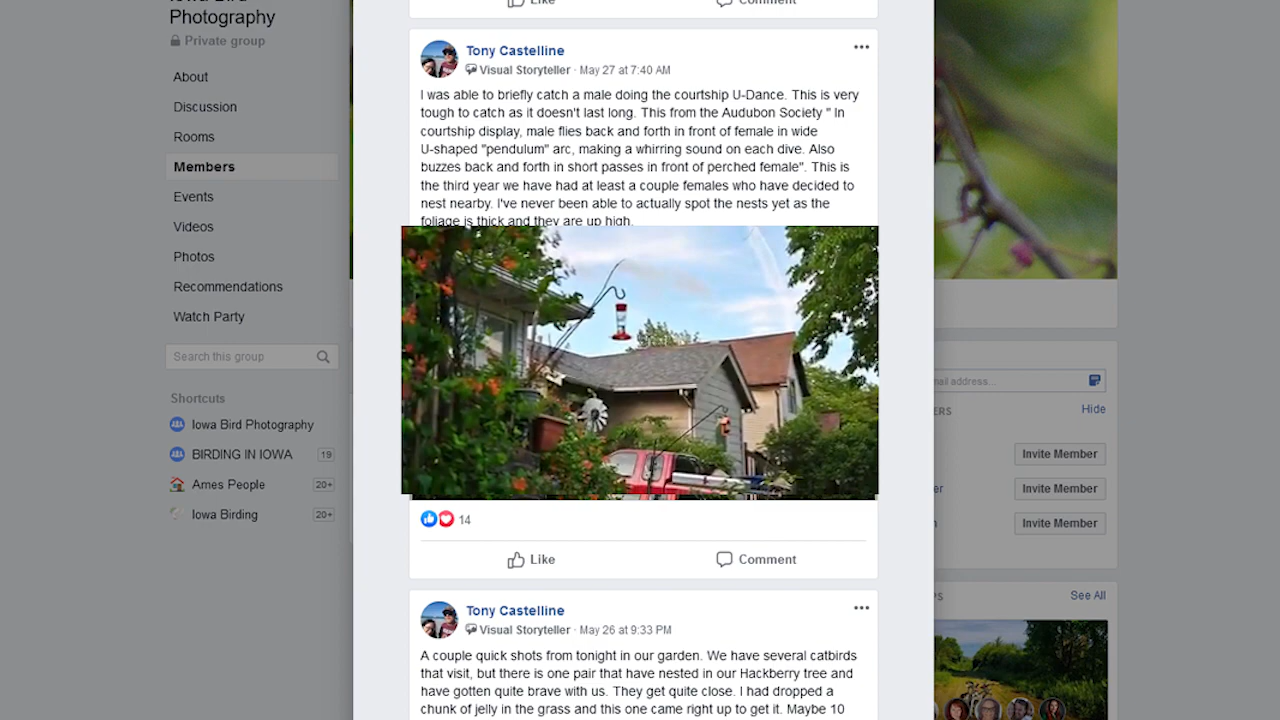 Iowa Bird
Photography
Private group
About
Discussion
Rooms
Members
Events
Videos
Photos
Recommendations
Watch Party
Search this group
Shortcuts
Iowa Bird Photography
BIRDING IN IOWA 19
Ames People 20+
Iowa Birding 20+
Like Comment
Tony Castelline
Visual Storyteller · May 27 at 7:40 AM
I was able to briefly catch a male doing the courtship U-Dance. This is very
tough to catch as it doesn't last long. This from the Audubon Society " In
courtship display, male flies back and forth in front of female in wide
U-shaped "pendulum" arc, making a whirring sound on each dive. Also
buzzes back and forth in short passes in front of perched female". This is
the third year we have had at least a couple females who have decided to
nest nearby. I've never been able to actually spot the nests yet as the
foliage is thick and they are up high.
14
Like Comment
Tony Castelline
Visual Storyteller · May 26 at 9:33 PM
A couple quick shots from tonight in our garden. We have several catbirds
that visit, but there is one pair that have nested in our Hackberry tree and
have gotten quite brave with us. They get quite close. I had dropped a
chunk of jelly in the grass and this one came right up to get it. Maybe 10
address...
Hide
Invite Member
Invite Member
Invite Member
See All